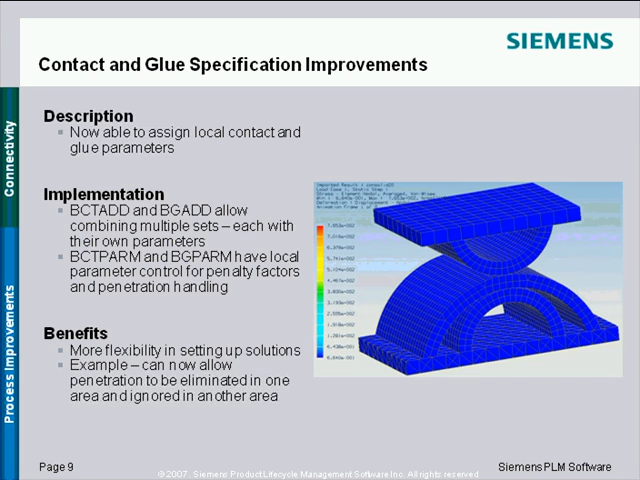 SIEMENS
Contact and Glue Specification Improvements
Connectivity
Process Improvements
Description
Now able to assign local contact and
glue parameters
Implementation
BCTADD and BGADD allow
combining multiple sets – each with
their own parameters
BCTPARM and BGPARM have local
parameter control for penalty factors
and penetration handling
Benefits
More flexibility in setting up solutions
Example – can now allow
penetration to be eliminated in one
area and ignored in another area
Page 9
© 2007. Siemens Product Lifecycle Management Software Inc. All rights reserved
Siemens PLM Software